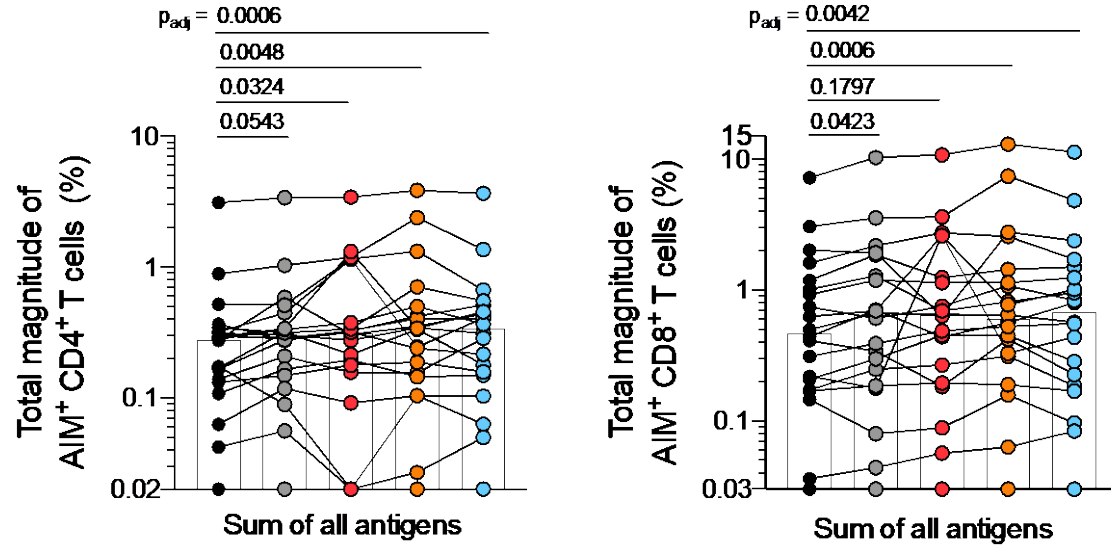 p_adj = 0.0006
0.0048
0.0324
0.0543
10
1
0.1
0.02
Total magnitude of
AIM⁺ CD4⁺ T cells (%)
Sum of all antigens
p_adj = 0.0042
0.0006
0.1797
0.0423
15
10
1
0.1
0.03
Total magnitude of
AIM⁺ CD8⁺ T cells (%)
Sum of all antigens